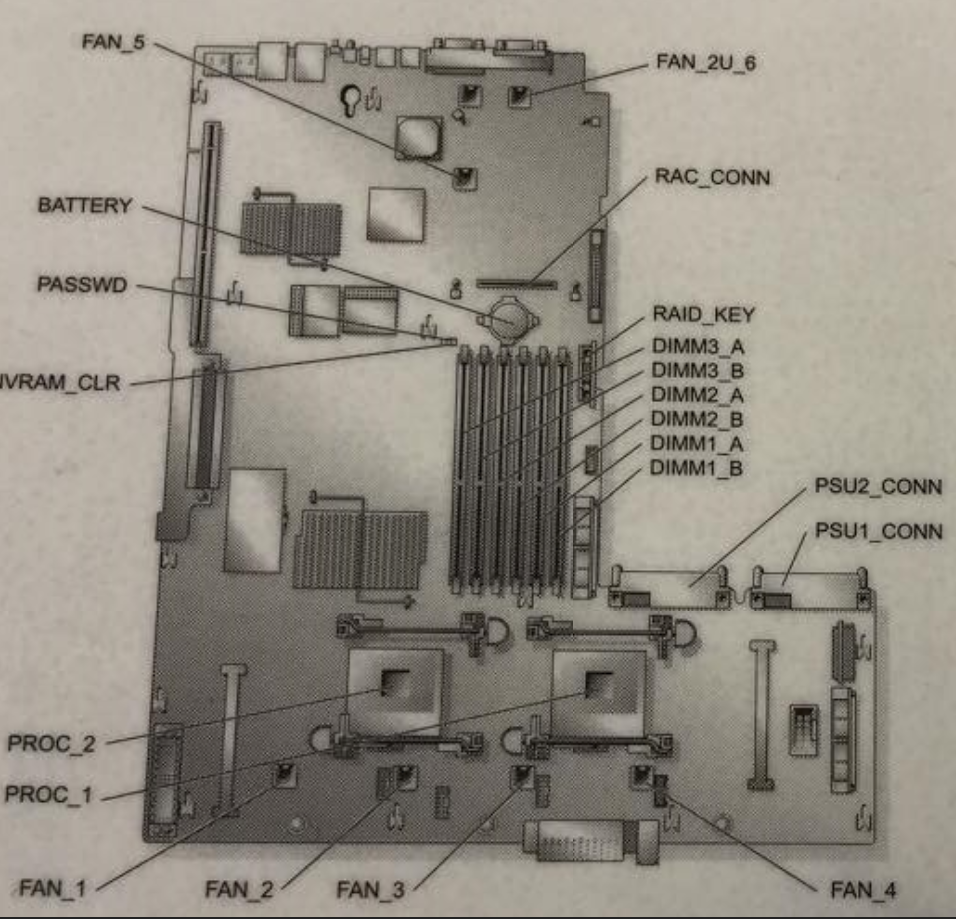 FAN_5
FAN_2U_6
RAC_CONN
BATTERY
PASSWD
RAID_KEY
DIMM3_A
DIMM3_B
NVRAM_CLR
DIMM2_A
DIMM2_B
DIMM1_A
DIMM1_B
PSU2_CONN
PSU1_CONN
PROC_2
PROC_1
FAN_1
FAN_2
FAN_3
FAN_4